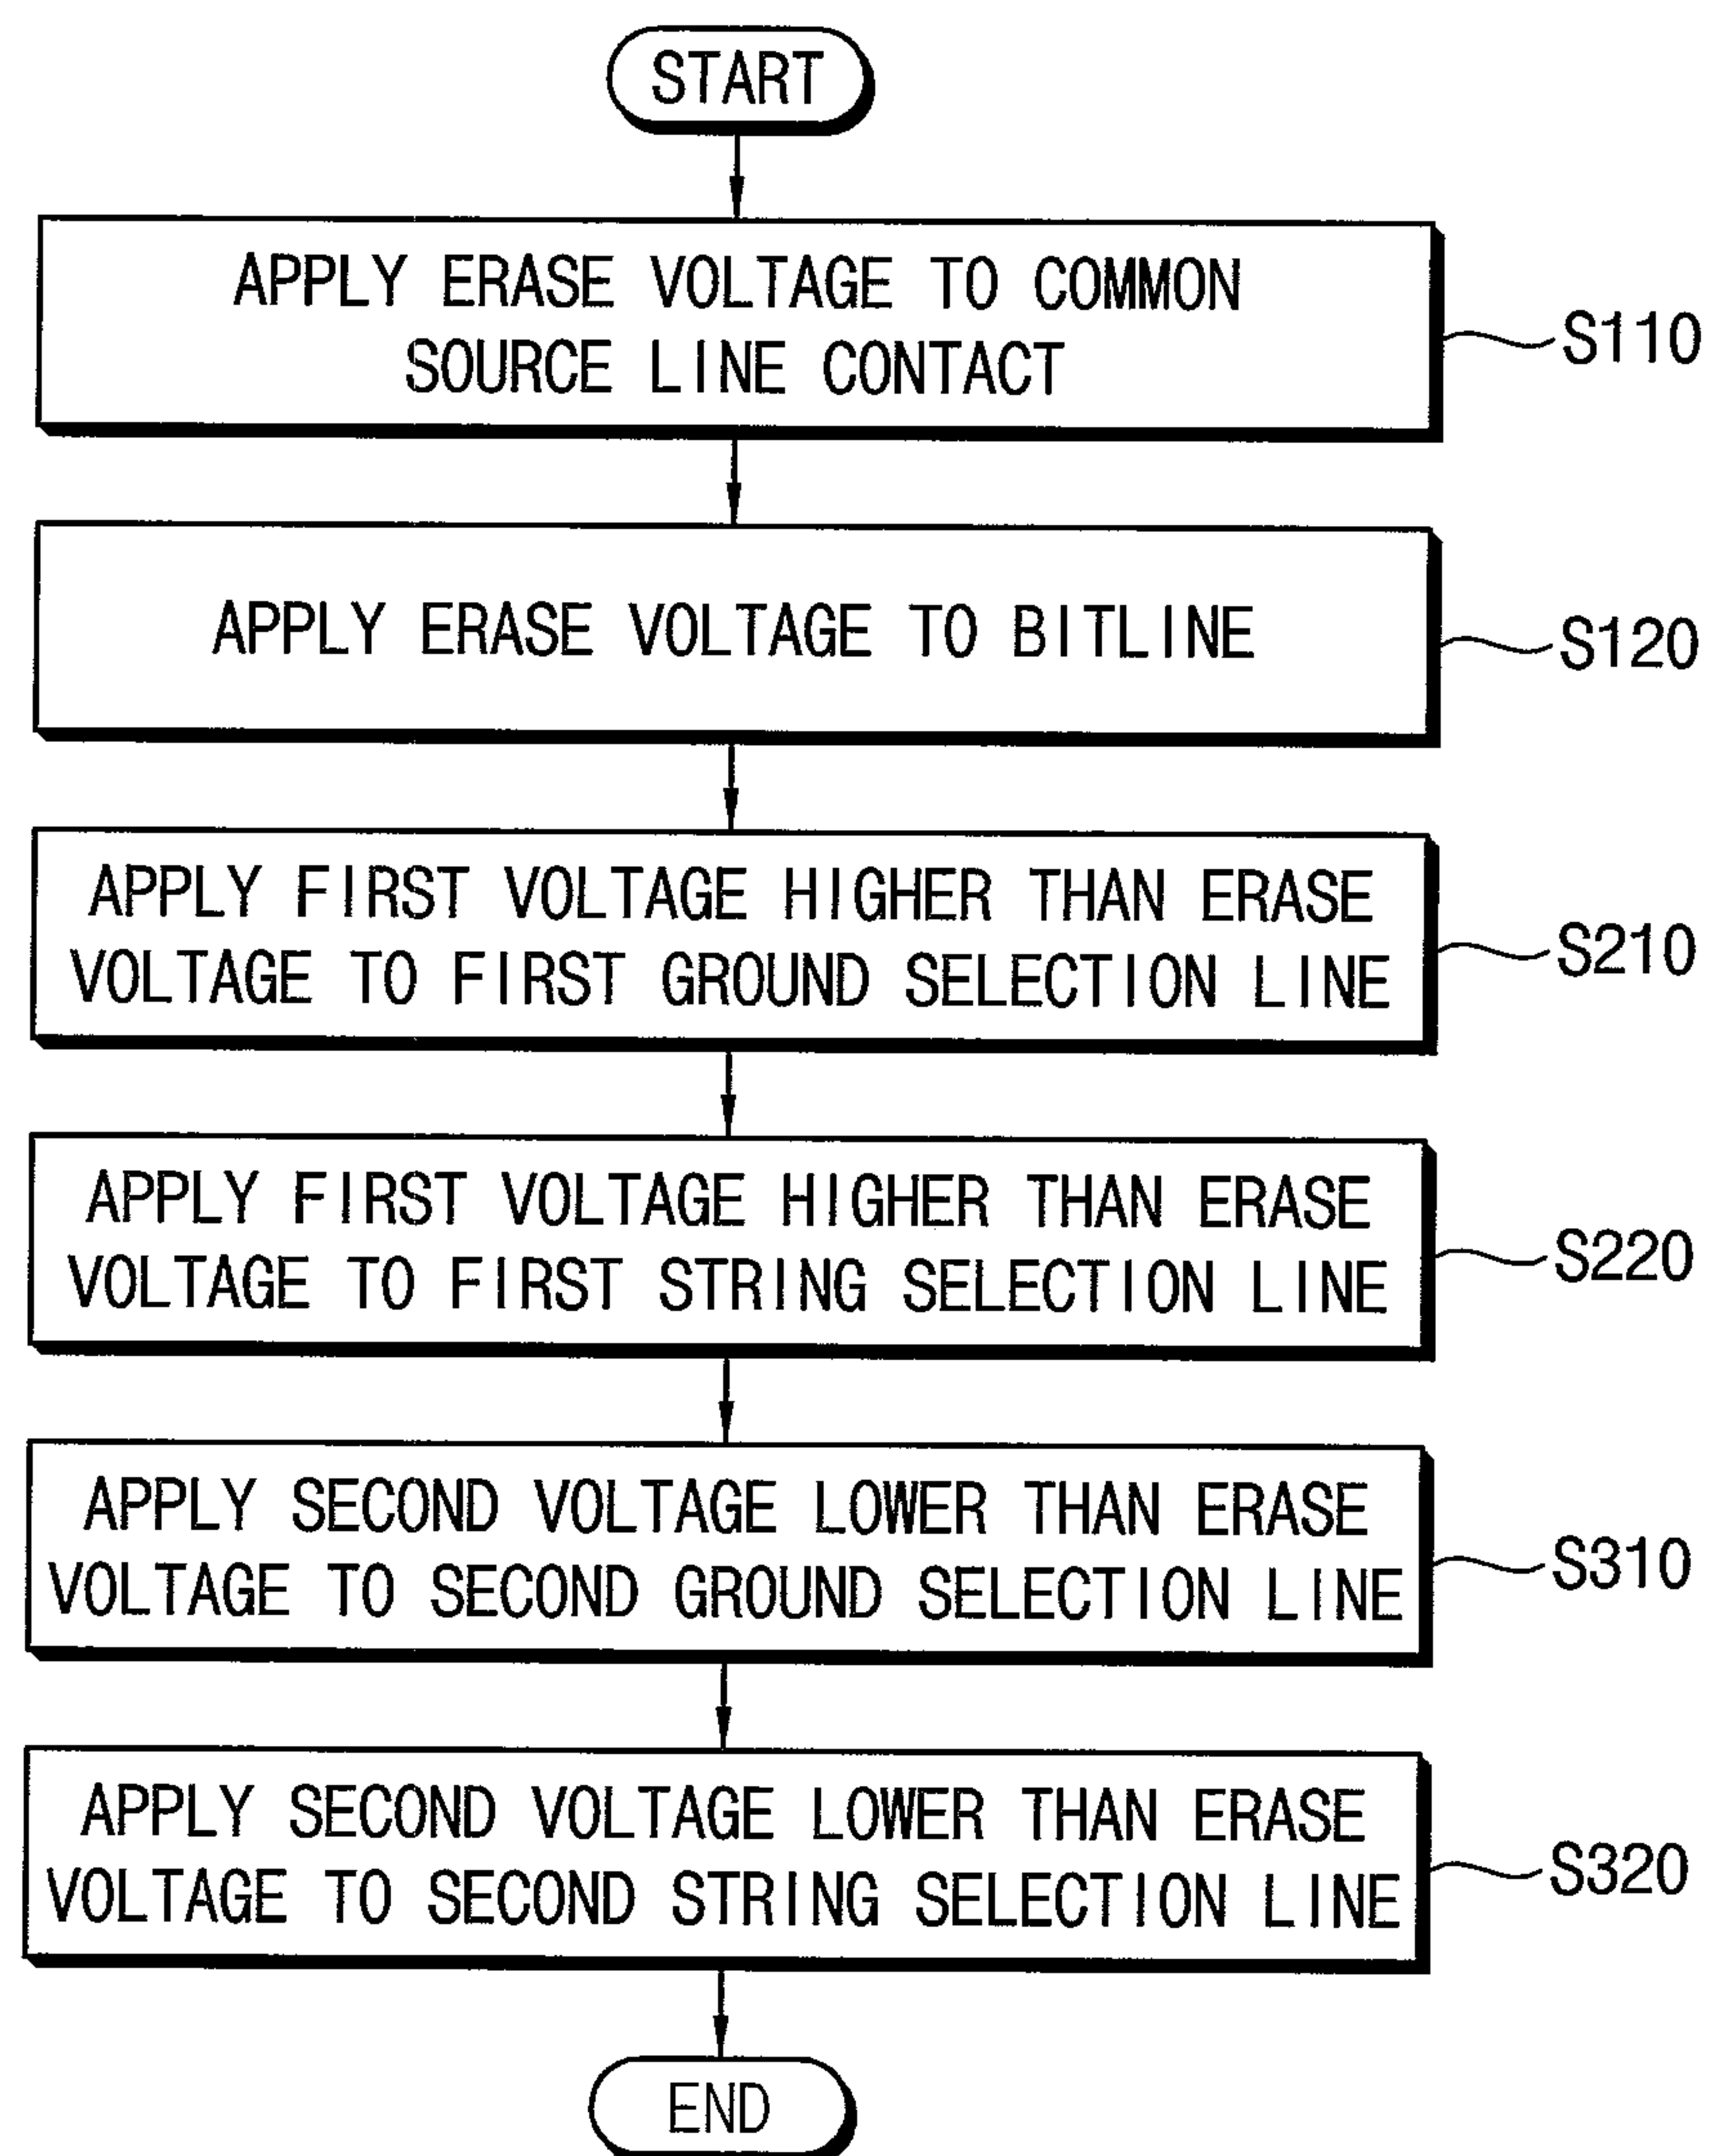 START
APPLY ERASE VOLTAGE TO COMMON
SOURCE LINE CONTACT
S110
APPLY ERASE VOLTAGE TO BITLINE
S120
APPLY FIRST VOLTAGE HIGHER THAN ERASE
VOLTAGE TO FIRST GROUND SELECTION LINE
S210
APPLY FIRST VOLTAGE HIGHER THAN ERASE
VOLTAGE TO FIRST STRING SELECTION LINE
S220
APPLY SECOND VOLTAGE LOWER THAN ERASE
VOLTAGE TO SECOND GROUND SELECTION LINE
S310
APPLY SECOND VOLTAGE LOWER THAN ERASE
VOLTAGE TO SECOND STRING SELECTION LINE
S320
END